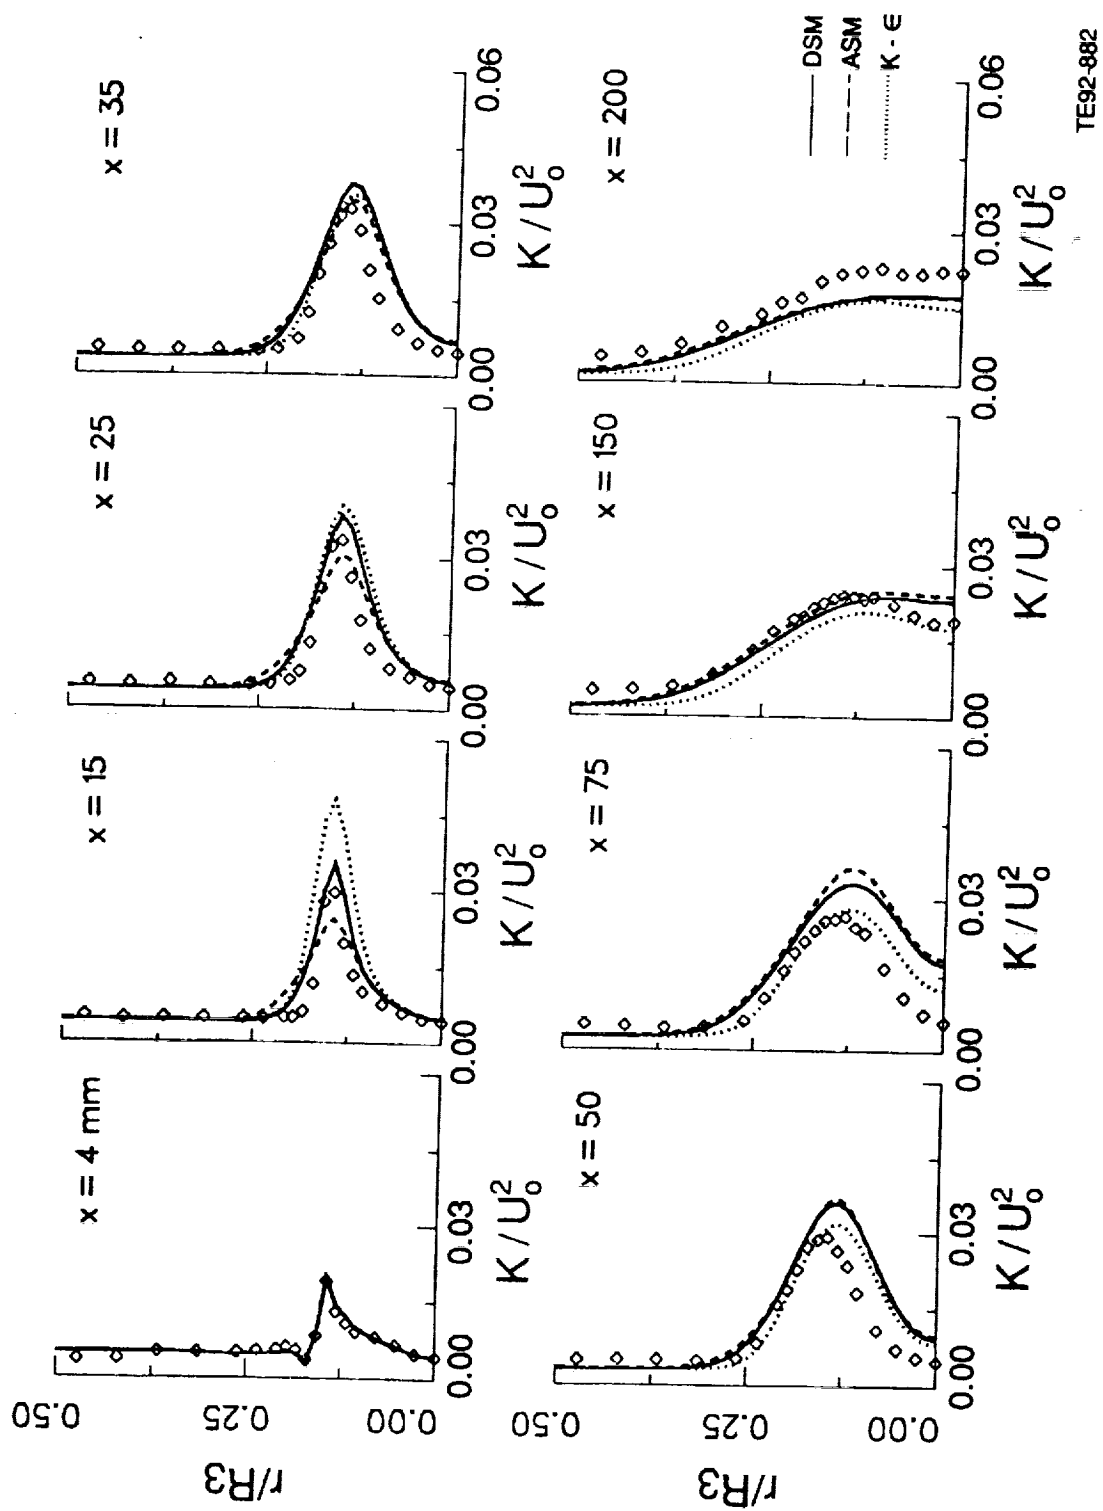 r/R3
0.50
0.25
0.00
x = 4 mm
0.00
0.03
K / U₀²
x = 15
0.00
0.03
K / U₀²
x = 25
0.00
0.03
K / U₀²
x = 35
0.00
0.03
0.06
K / U₀²
r/R3
0.50
0.25
0.00
x = 50
0.00
0.03
K / U₀²
x = 75
0.00
0.03
K / U₀²
x = 150
0.00
0.03
K / U₀²
x = 200
0.00
0.03
0.06
K / U₀²
DSM
ASM
K - ϵ
TE92-882